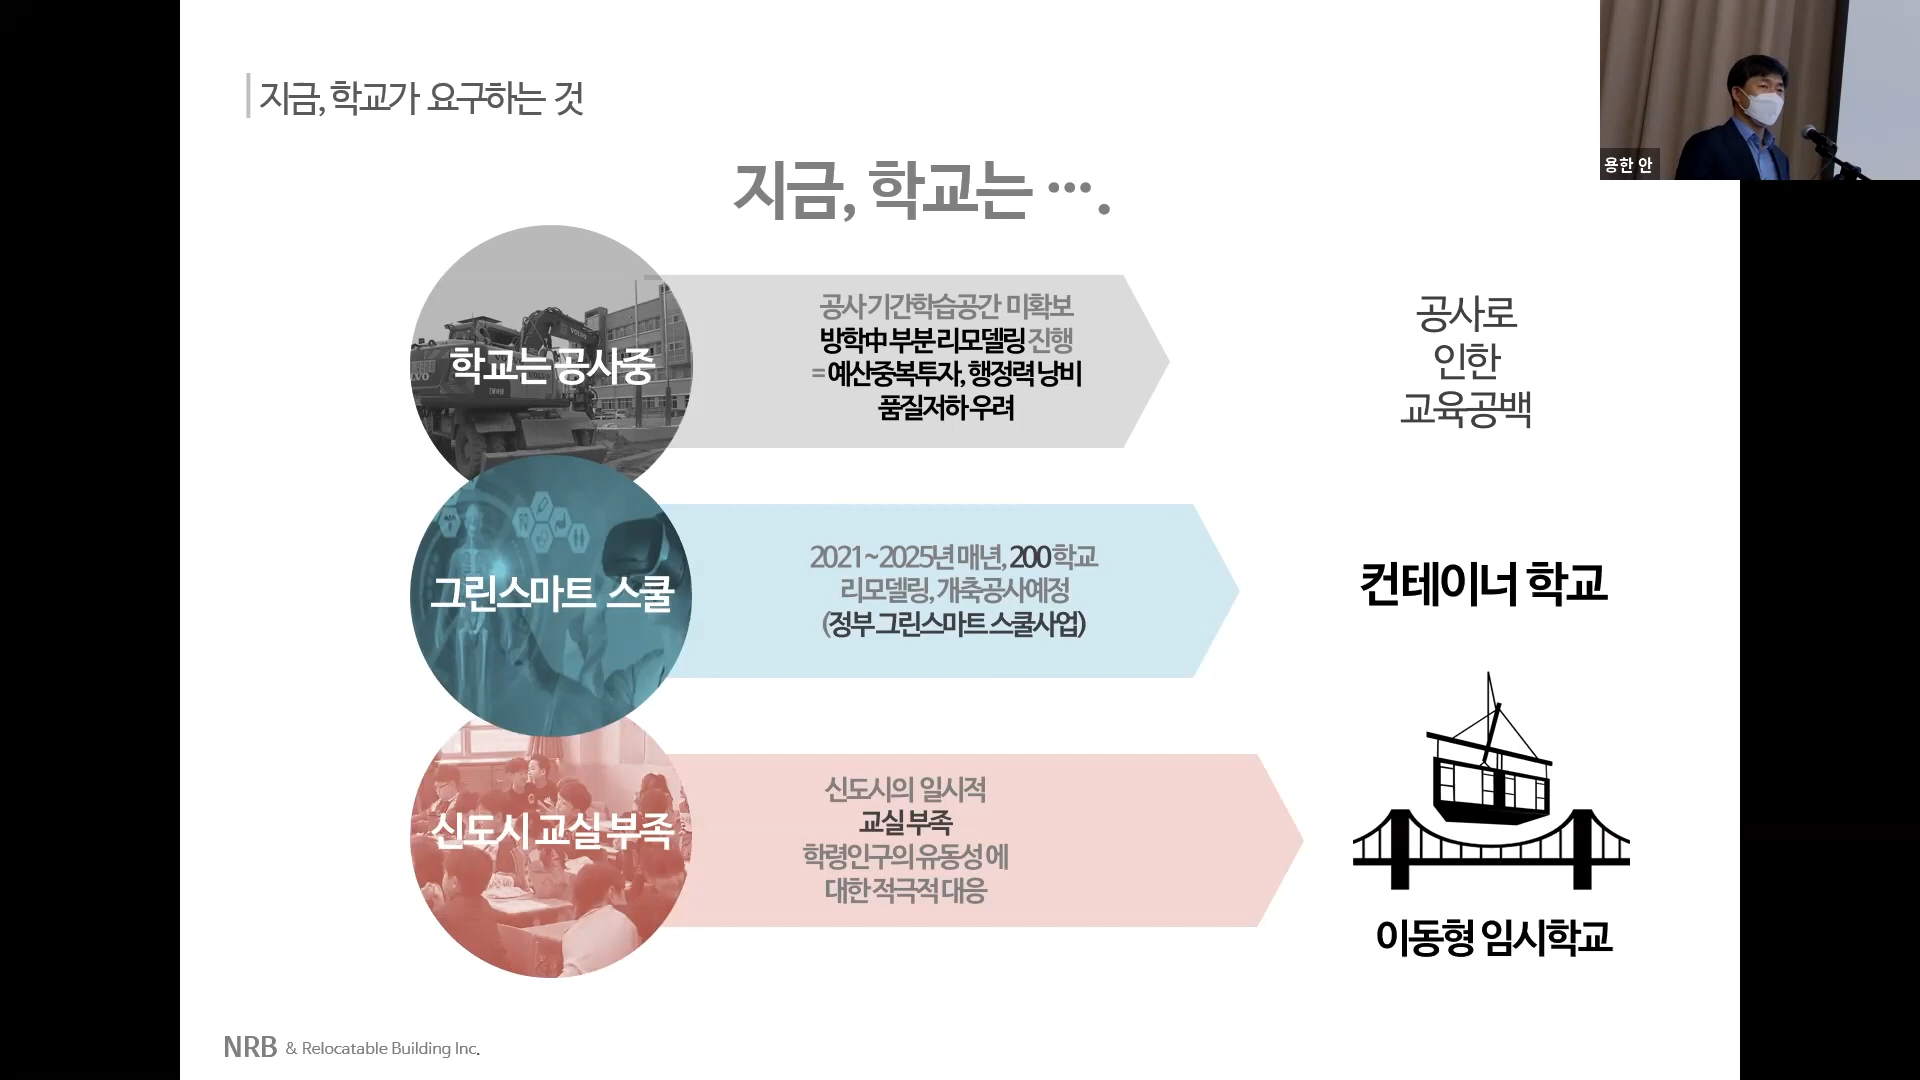 지금, 학교가 요구하는 것
용한 안
지금, 학교는 ….
학교는 공사중
공사 기간학습공간 미확보
방학中 부분 리모델링 진행
= 예산중복투자, 행정력 낭비
품질저하 우려
공사로
인한
교육공백
그린스마트 스쿨
2021~2025년 매년, 200학교
리모델링, 개축공사예정
(정부 그린스마트 스쿨사업)
컨테이너 학교
신도시 교실 부족
신도시의 일시적
교실 부족
학령인구의 유동성 에
대한 적극적 대응
이동형 임시학교
NRB & Relocatable Building Inc.